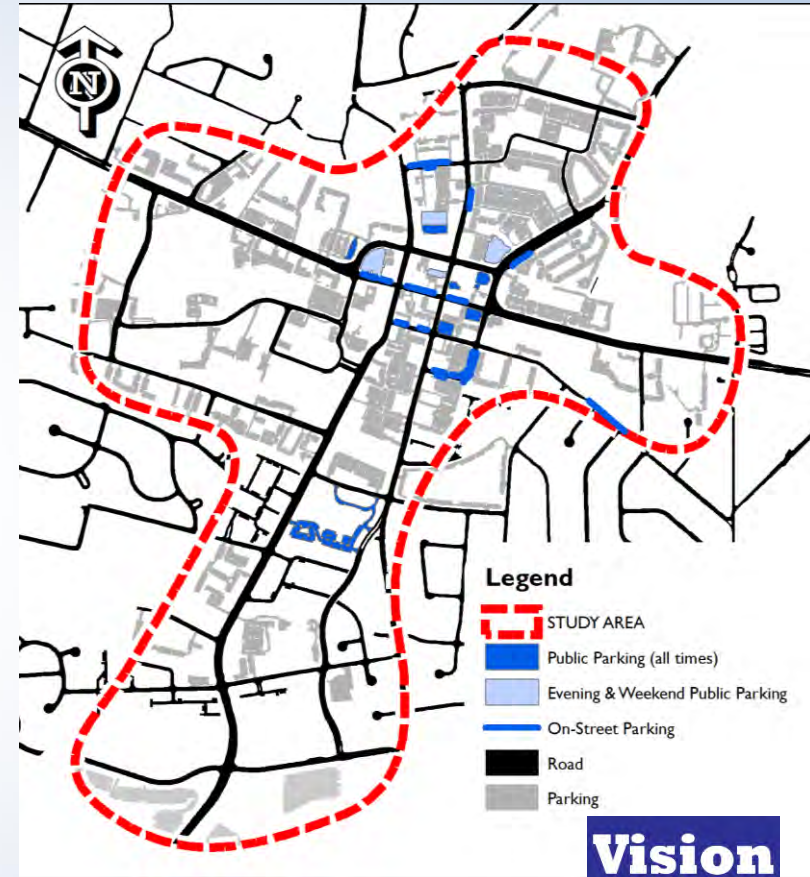 N
Legend
STUDY AREA
Public Parking (all times)
Evening & Weekend Public Parking
On-Street Parking
Road
Parking
Vision